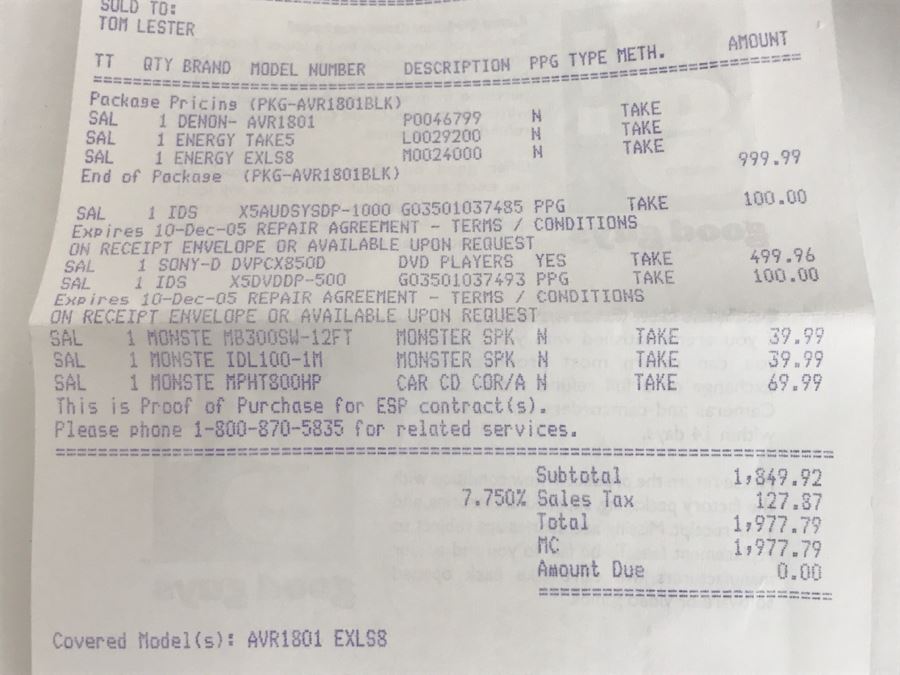 SOLD TO:
TOM LESTER
TT QTY BRAND MODEL NUMBER DESCRIPTION PPG TYPE METH. AMOUNT
Package Pricing (PKG-AVR1801BLK)
SAL 1 DENON- AVR1801 P0046799 N TAKE
SAL 1 ENERGY TAKE5 L0029200 N TAKE
SAL 1 ENERGY EXLS8 M0024000 N TAKE 999.99
End of Package (PKG-AVR1801BLK)
SAL 1 IDS X5AUDSYSDP-1000 G03501037485 PPG TAKE 100.00
Expires 10-Dec-05 REPAIR AGREEMENT - TERMS / CONDITIONS
ON RECEIPT ENVELOPE OR AVAILABLE UPON REQUEST
SAL 1 SONY-D DVPCX850D DVD PLAYERS YES TAKE 499.96
SAL 1 IDS X5DVDDP-500 G03501037493 PPG TAKE 100.00
Expires 10-Dec-05 REPAIR AGREEMENT - TERMS / CONDITIONS
ON RECEIPT ENVELOPE OR AVAILABLE UPON REQUEST
SAL 1 MONSTE MB300SW-12FT MONSTER SPK N TAKE 39.99
SAL 1 MONSTE IDL100-1M MONSTER SPK N TAKE 39.99
SAL 1 MONSTE MPHT800HP CAR CD COR/A N TAKE 69.99
This is Proof of Purchase for ESP contract(s).
Please phone 1-800-870-5835 for related services.
Subtotal 1,849.92
7.750% Sales Tax 127.87
Total 1,977.79
MC 1,977.79
Amount Due 0.00
Covered Model(s): AVR1801 EXLS8